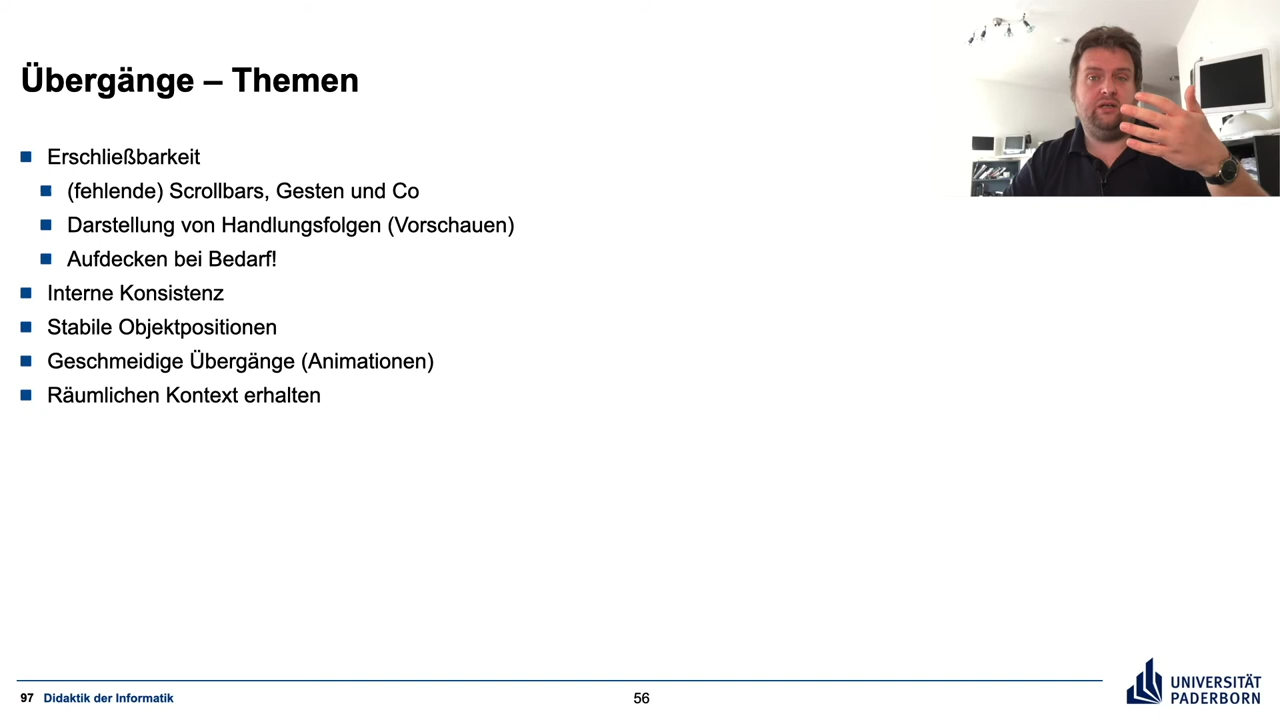 Übergänge – Themen
Erschließbarkeit
(fehlende) Scrollbars, Gesten und Co
Darstellung von Handlungsfolgen (Vorschauen)
Aufdecken bei Bedarf!
Interne Konsistenz
Stabile Objektpositionen
Geschmeidige Übergänge (Animationen)
Räumlichen Kontext erhalten
97 Didaktik der Informatik
56
UNIVERSITÄT
PADERBORN